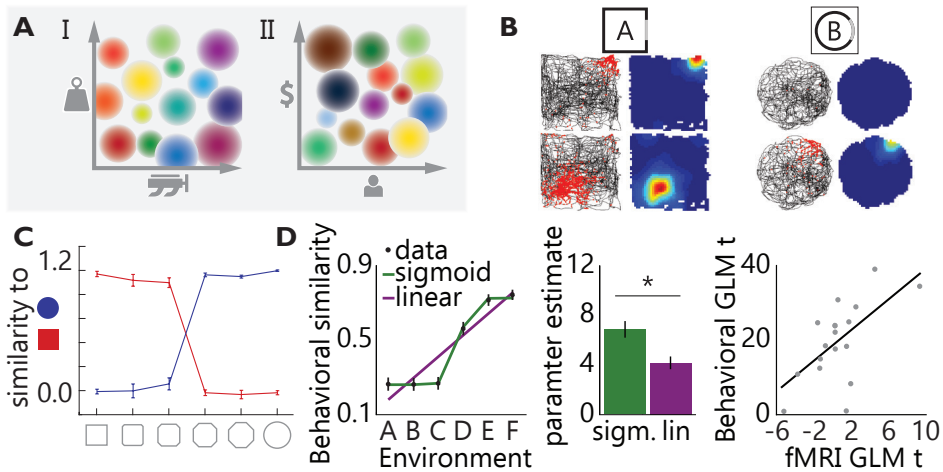 A
I
II
$
B
A
B
C
similarity to
1.2
0.0
D
Behavioral similarity
0.9
0.5
0.1
data
sigmoid
linear
A B C D E F
Environment
paramter estimate
12
8
4
0
*
sigm. lin
Behavioral GLM t
40
20
0
-6 -2 2 6 10
fMRI GLM t